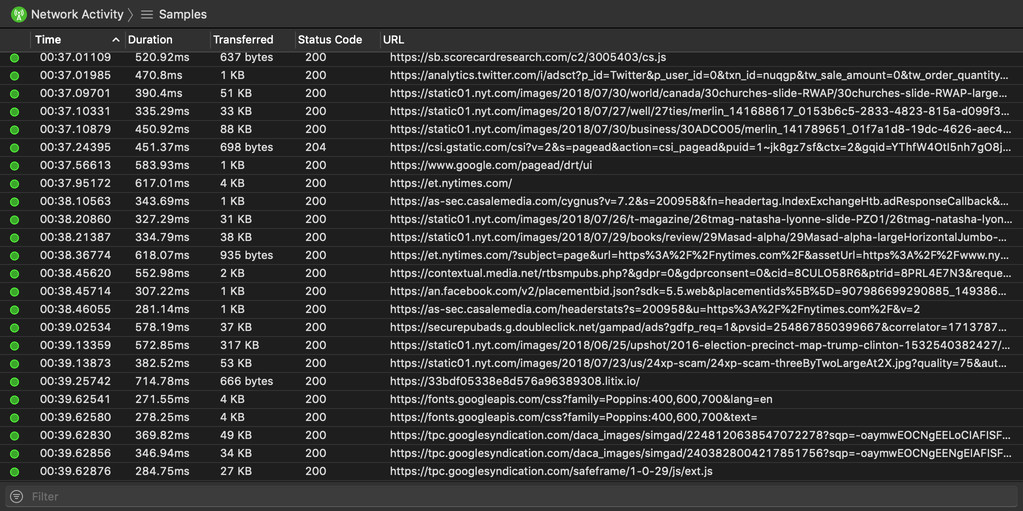 Network Activity Samples
Time Duration Transferred Status Code URL
00:37.01109 520.92ms 637 bytes 200 https://sb.scorecardresearch.com/c2/3005403/cs.js
00:37.01985 470.8ms 1 KB 200 https://analytics.twitter.com/i/adsct?p_id=Twitter&p_user_id=0&txn_id=nuqgp&tw_sale_amount=0&tw_order_quantity...
00:37.09701 390.4ms 51 KB 200 https://static01.nyt.com/images/2018/07/30/world/canada/30churches-slide-RWAP/30churches-slide-RWAP-large...
00:37.10331 335.29ms 33 KB 200 https://static01.nyt.com/images/2018/07/27/well/27ties/merlin_141688617_0153b6c5-2833-4823-815a-d099f3...
00:37.10879 450.92ms 88 KB 200 https://static01.nyt.com/images/2018/07/30/business/30ADCO05/merlin_141789651_01f7a1d8-19dc-4626-aec4...
00:37.24395 451.37ms 698 bytes 204 https://csi.gstatic.com/csi?v=2&s=pagead&action=csi_pagead&puid=1~jk8gz7sf&ctx=2&gqid=YThfW4OtI5nh7gO8j...
00:37.56613 583.93ms 1 KB 200 https://www.google.com/pagead/drt/ui
00:37.95172 617.01ms 4 KB 200 https://et.nytimes.com/
00:38.10563 343.69ms 1 KB 200 https://as-sec.casalemedia.com/cygnus?v=7.2&s=200958&fn=headertag.IndexExchangeHtb.adResponseCallback&...
00:38.20860 327.29ms 31 KB 200 https://static01.nyt.com/images/2018/07/26/t-magazine/26tmag-natasha-lyonne-slide-PZO1/26tmag-natasha-lyon...
00:38.21387 334.79ms 38 KB 200 https://static01.nyt.com/images/2018/07/29/books/review/29Masad-alpha/29Masad-alpha-largeHorizontalJumbo-...
00:38.36774 618.07ms 935 bytes 200 https://et.nytimes.com/?subject=page&url=https%3A%2F%2Fnytimes.com%2F&assetUrl=https%3A%2F%2Fwww.ny...
00:38.45620 552.98ms 2 KB 200 https://contextual.media.net/rtbsmpubs.php?&gdpr=0&gdprconsent=0&cid=8CULO58R6&ptrid=8PRL4E7N3&reque...
00:38.45714 307.22ms 1 KB 200 https://an.facebook.com/v2/placementbid.json?sdk=5.5.web&placementids%5B%5D=907986699290885_149386...
00:38.46055 281.14ms 1 KB 200 https://as-sec.casalemedia.com/headerstats?s=200958&u=https%3A%2F%2Fnytimes.com%2F&v=2
00:39.02534 578.19ms 37 KB 200 https://securepubads.g.doubleclick.net/gampad/ads?gdfp_req=1&pvsid=254867850399667&correlator=1713787...
00:39.13359 572.85ms 317 KB 200 https://static01.nyt.com/images/2018/06/25/upshot/2016-election-precinct-map-trump-clinton-1532540382427/...
00:39.13873 382.52ms 53 KB 200 https://static01.nyt.com/images/2018/07/23/us/24xp-scam/24xp-scam-threeByTwoLargeAt2X.jpg?quality=75&aut...
00:39.25742 714.78ms 666 bytes 200 https://33bdf05338e8d576a96389308.litix.io/
00:39.62541 271.55ms 4 KB 200 https://fonts.googleapis.com/css?family=Poppins:400,600,700&lang=en
00:39.62580 278.25ms 4 KB 200 https://fonts.googleapis.com/css?family=Poppins:400,600,700&text=
00:39.62830 369.82ms 49 KB 200 https://tpc.googlesyndication.com/daca_images/simgad/2248120638547072278?sqp=-oaymwEOCNgEELoCIAFISF...
00:39.62856 346.94ms 34 KB 200 https://tpc.googlesyndication.com/daca_images/simgad/2403828004217851756?sqp=-oaymwEGCNgEENgEIAFISF...
00:39.62876 284.75ms 27 KB 200 https://tpc.googlesyndication.com/safeframe/1-0-29/js/ext.js
Filter